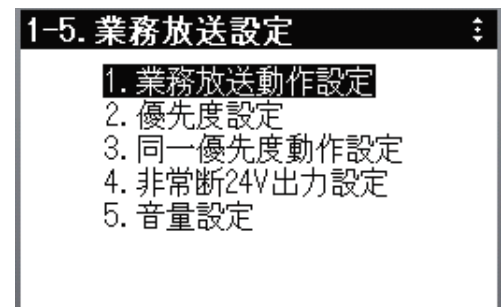 1-5.業務放送設定
1.業務放送動作設定
2.優先度設定
3.同一優先度動作設定
4.非常断24V出力設定
5.音量設定